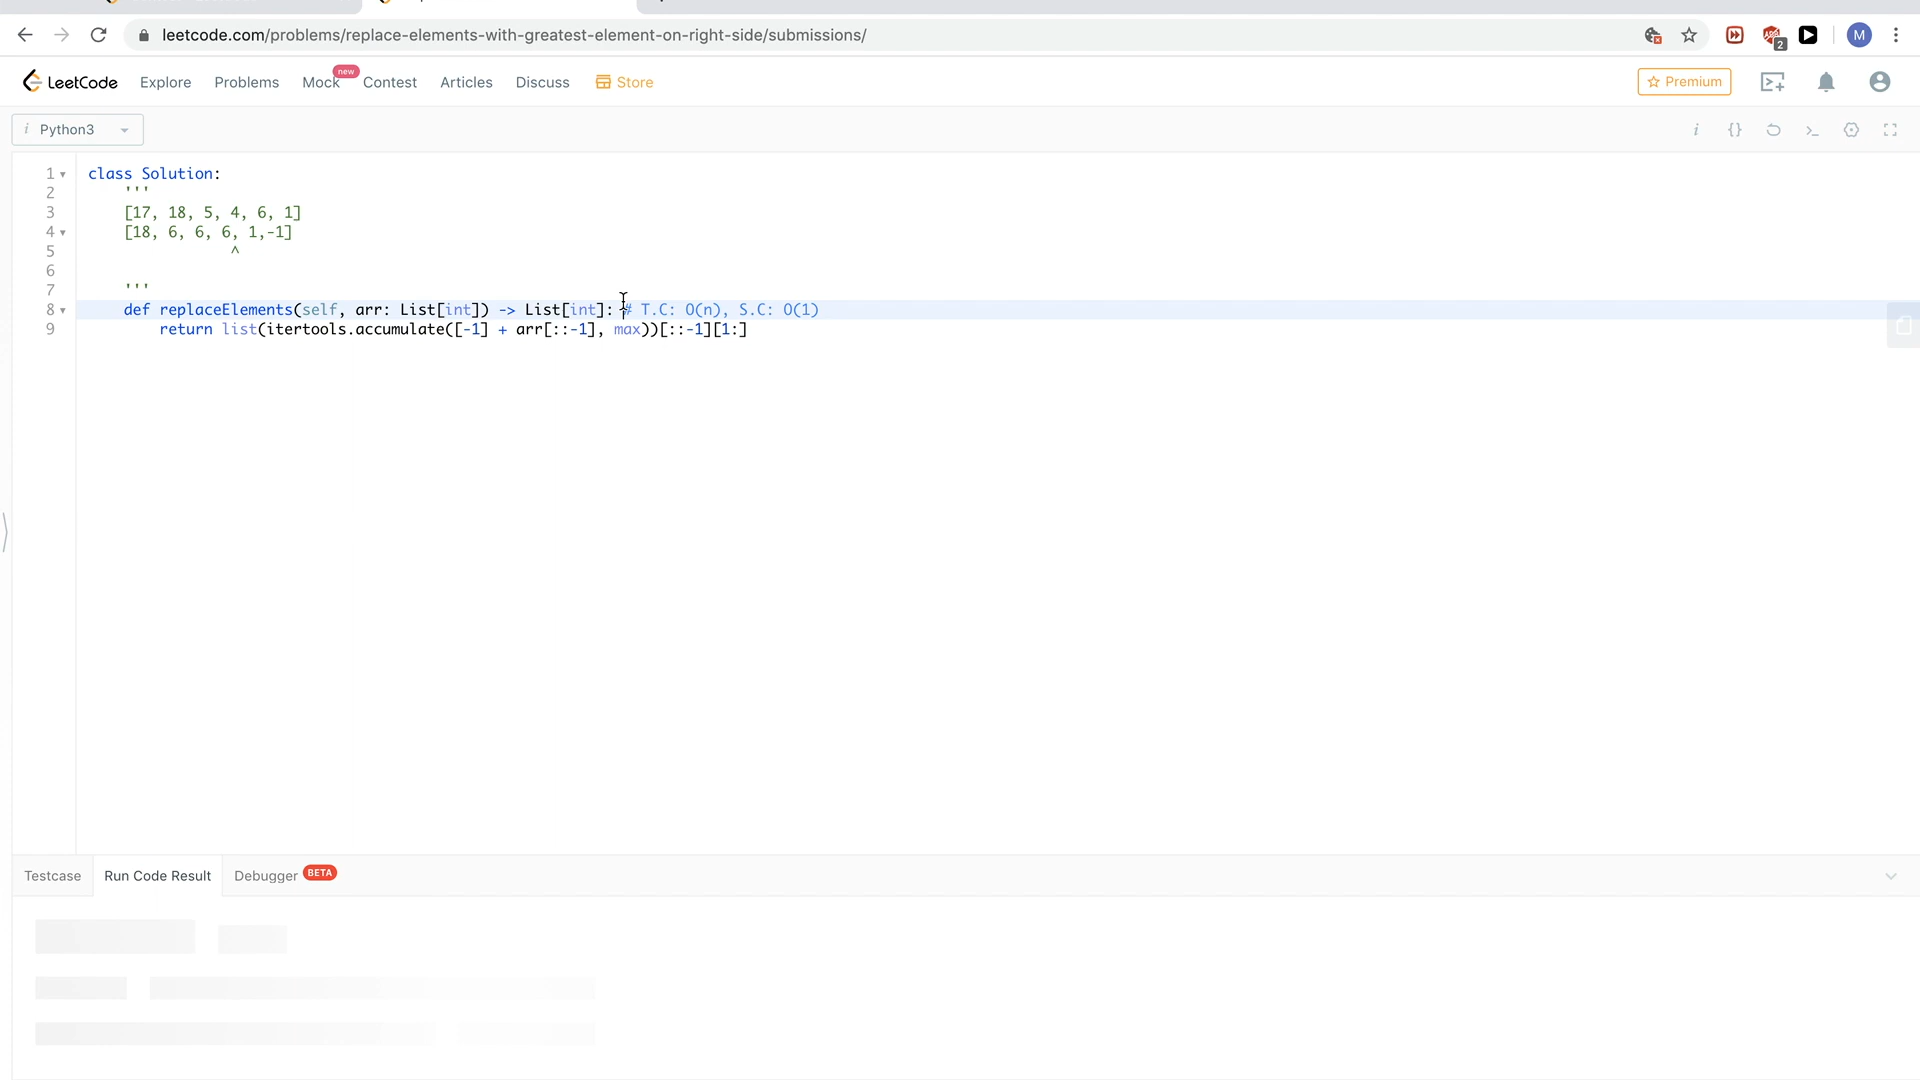 leetcode.com/problems/replace-elements-with-greatest-element-on-right-side/submissions/
2
M
LeetCode Explore Problems Mock new Contest Articles Discuss Store Premium
i Python3
1 class Solution:
2 '''
3 [17, 18, 5, 4, 6, 1]
4 [18, 6, 6, 6, 1,-1]
5 ^
6
7 '''
8 def replaceElements(self, arr: List[int]) -> List[int]: # T.C: O(n), S.C: O(1)
9 return list(itertools.accumulate([-1] + arr[::-1], max))[::-1][1:]
Testcase Run Code Result Debugger BETA